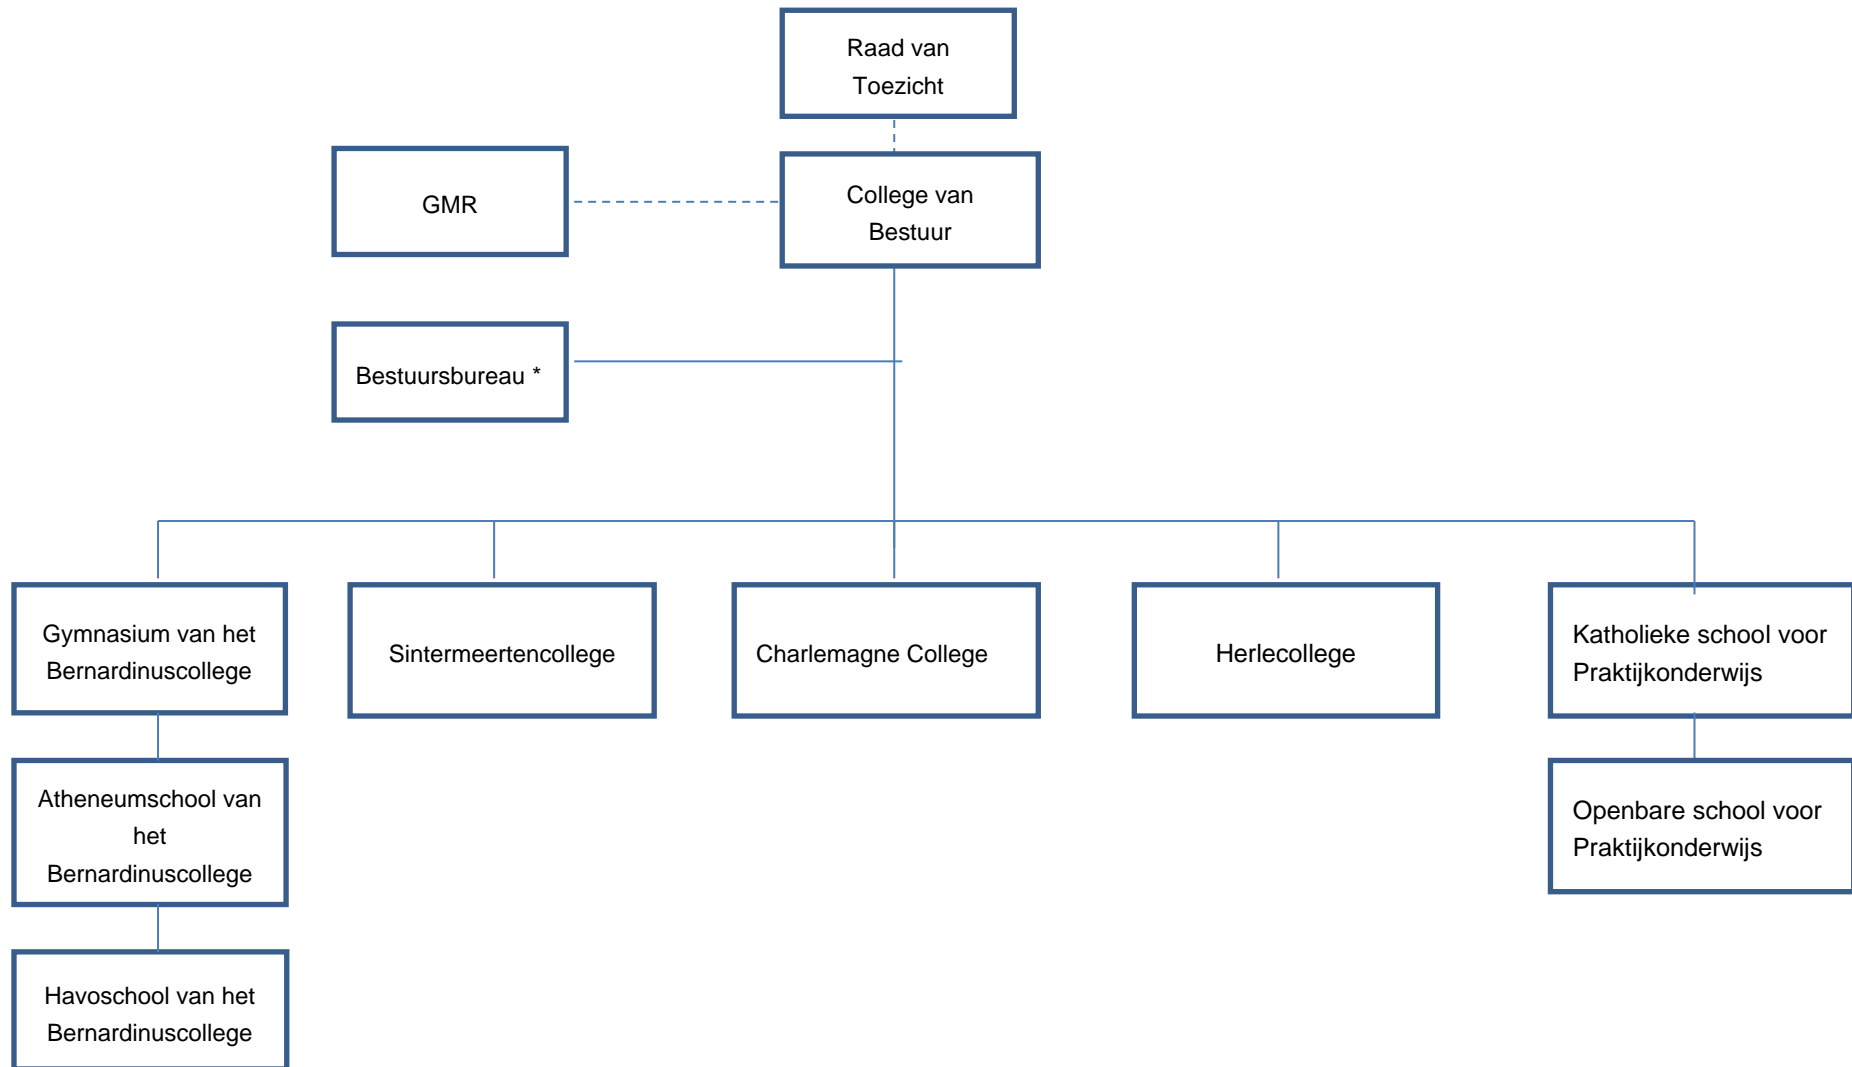 Raad van
Toezicht
GMR
College van
Bestuur
Bestuursbureau *
Gymnasium van het
Bernardinuscollege
Sintermeertencollege
Charlemagne College
Herlecollege
Katholieke school voor
Praktijkonderwijs
Atheneumschool van
het
Bernardinuscollege
Openbare school voor
Praktijkonderwijs
Havoschool van het
Bernardinuscollege